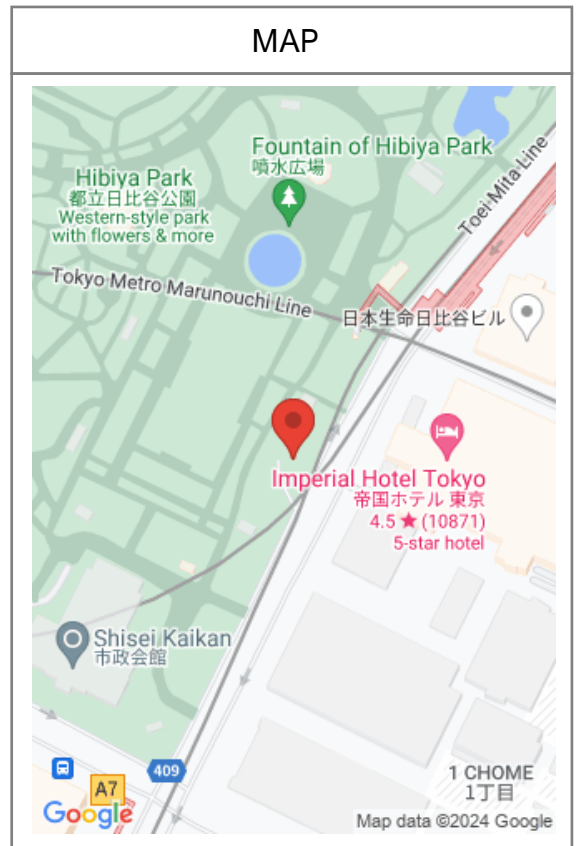 MAP
Fountain of Hibiya Park
噴水広場
Hibiya Park
都立日比谷公園
Western-style park
with flowers & more
Toei Mita Line
Tokyo Metro Marunouchi Line
日本生命日比谷ビル
Imperial Hotel Tokyo
帝国ホテル 東京
4.5 ★ (10871)
5-star hotel
Shisei Kaikan
市政会館
409
A7
1 CHOME
1丁目
Google
Map data ©2024 Google